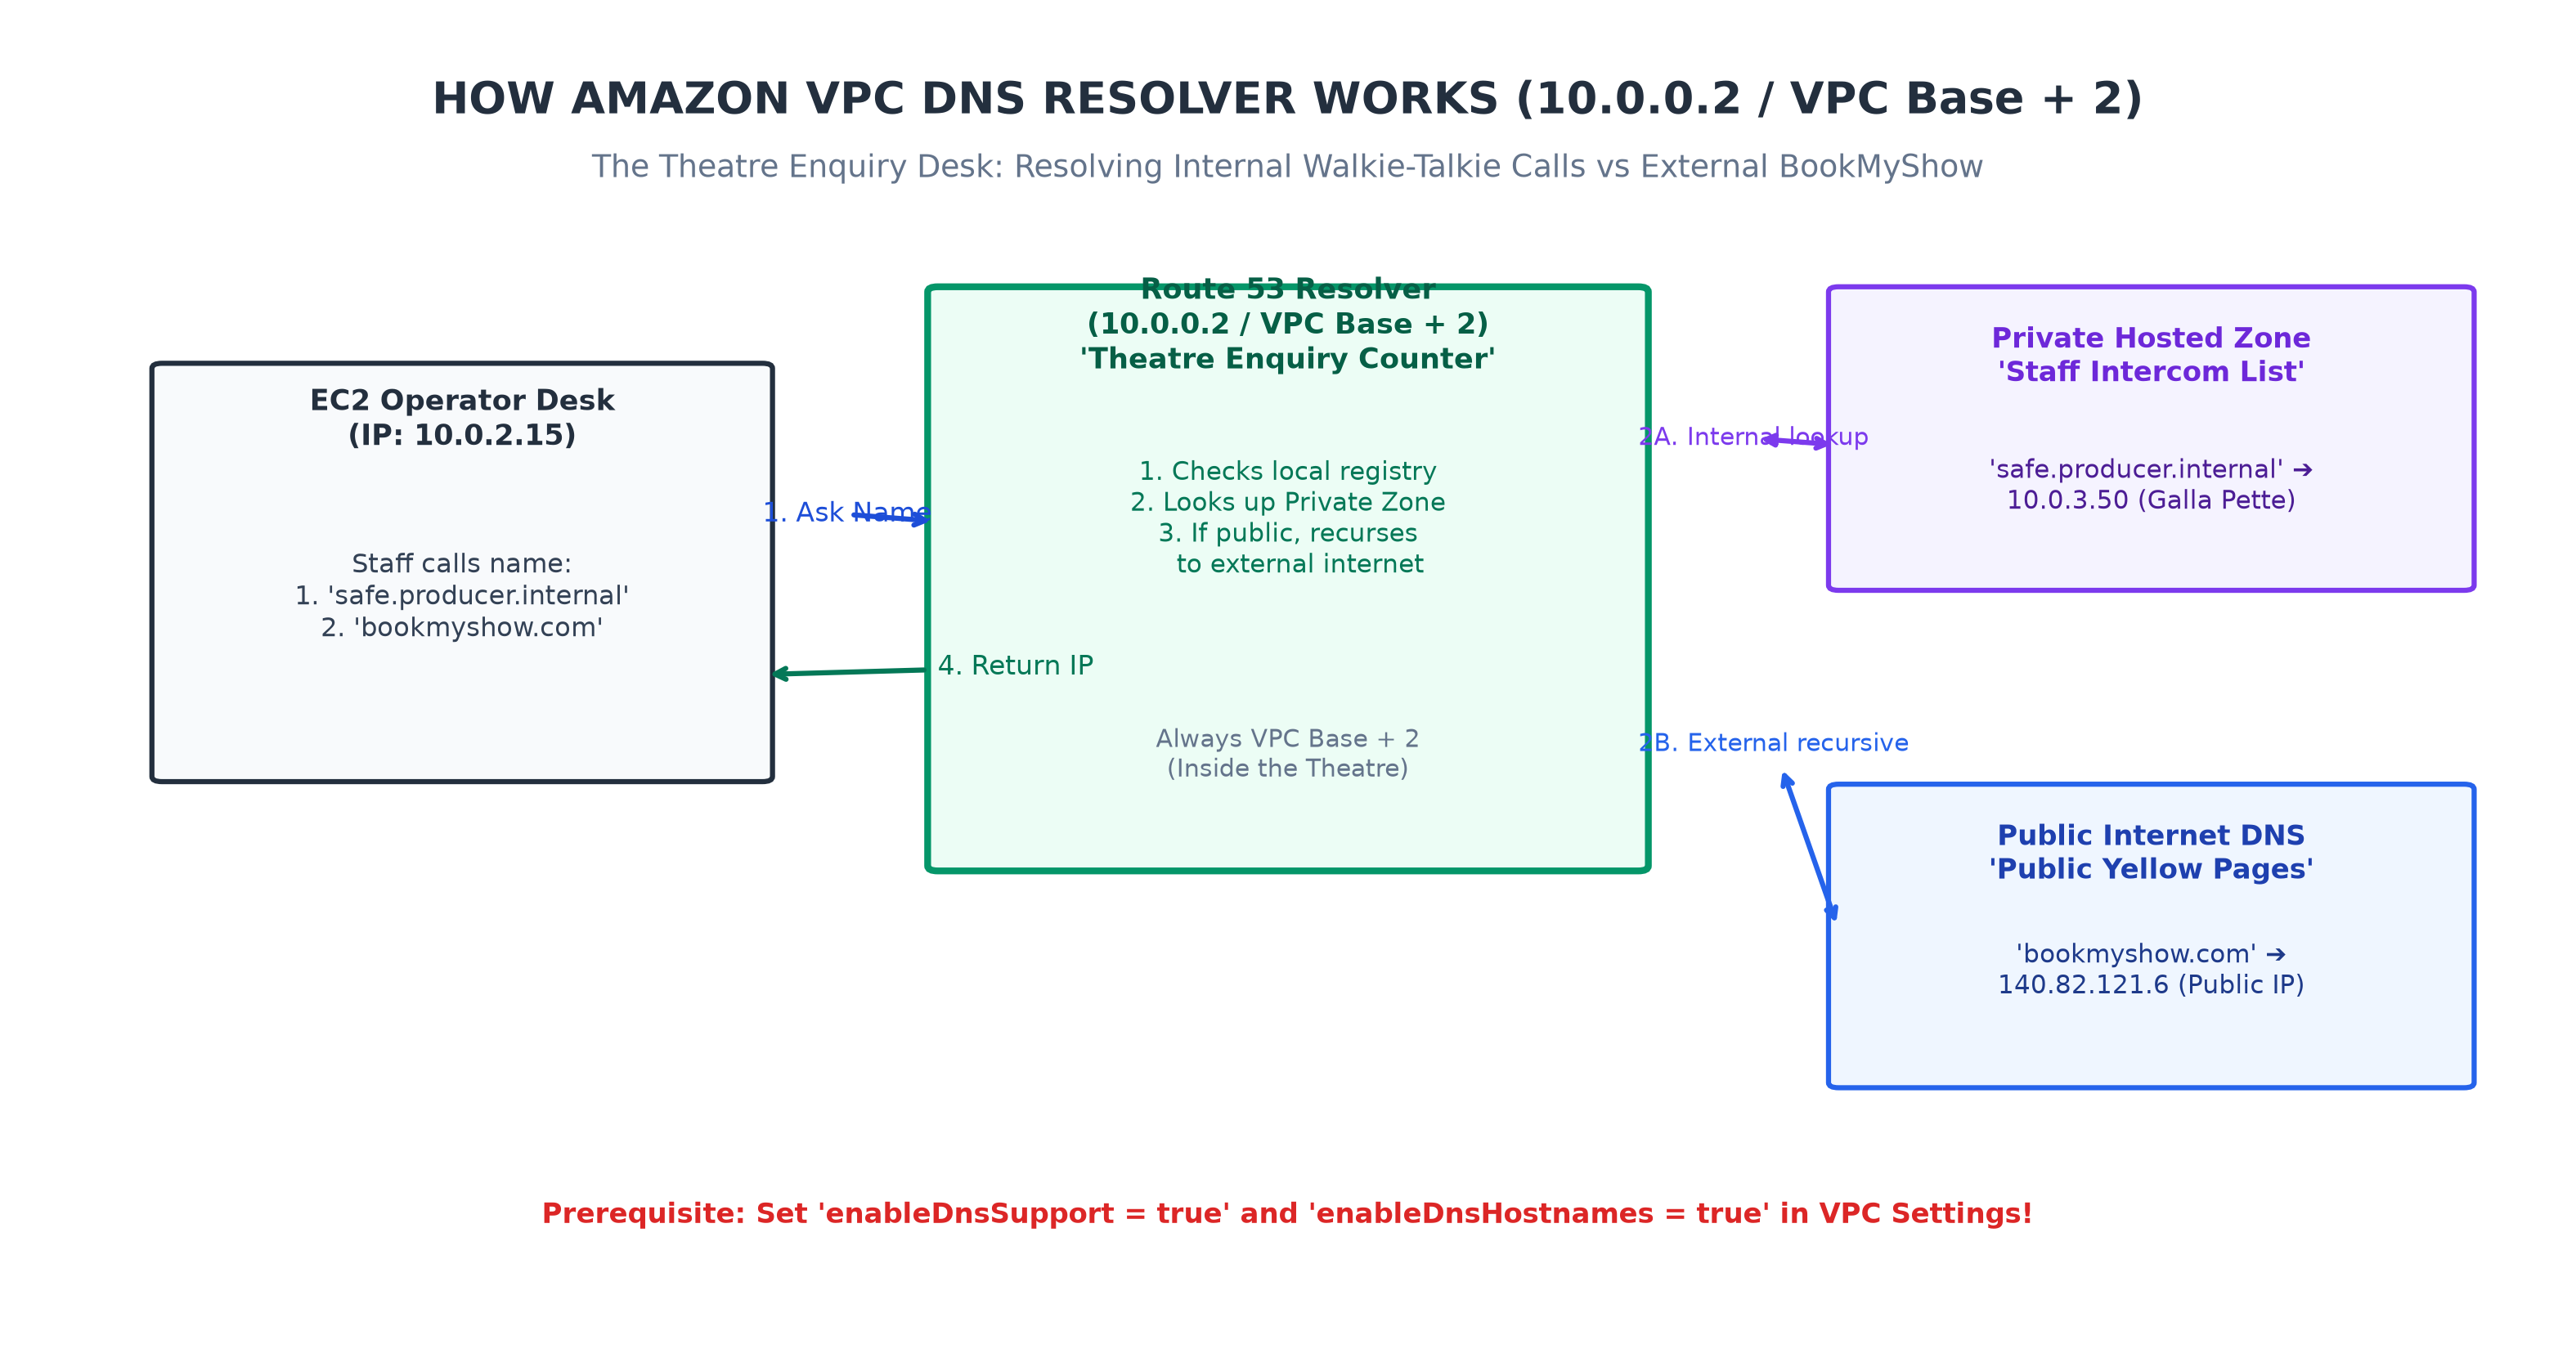 HOW AMAZON VPC DNS RESOLVER WORKS (10.0.0.2 / VPC Base + 2)
The Theatre Enquiry Desk: Resolving Internal Walkie-Talkie Calls vs External BookMyShow
EC2 Operator Desk
(IP: 10.0.2.15)
Staff calls name:
1. 'safe.producer.internal'
2. 'bookmyshow.com'
1. Ask Name
Route 53 Resolver
(10.0.0.2 / VPC Base + 2)
'Theatre Enquiry Counter'
1. Checks local registry
2. Looks up Private Zone
3. If public, recurses
to external internet
4. Return IP
Always VPC Base + 2
(Inside the Theatre)
2A. Internal lookup
Private Hosted Zone
'Staff Intercom List'
'safe.producer.internal' ➔
10.0.3.50 (Galla Pette)
2B. External recursive
Public Internet DNS
'Public Yellow Pages'
'bookmyshow.com' ➔
140.82.121.6 (Public IP)
Prerequisite: Set 'enableDnsSupport = true' and 'enableDnsHostnames = true' in VPC Settings!